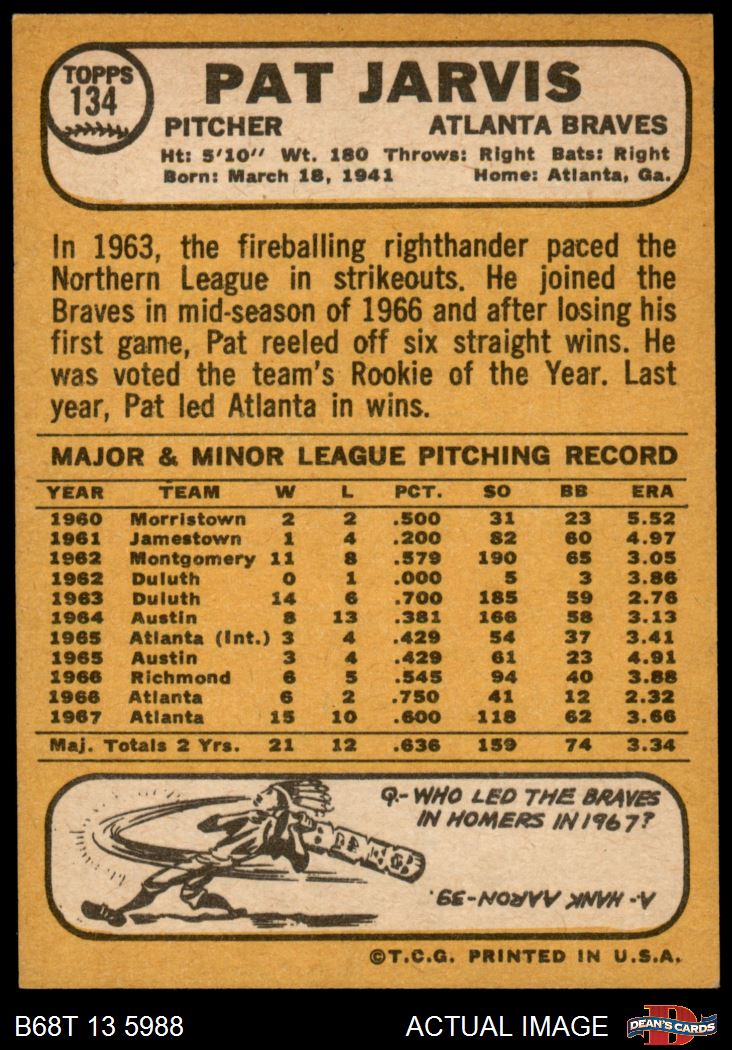 TOPPS
134
PAT JARVIS
PITCHER ATLANTA BRAVES
Ht: 5'10" Wt. 180 Throws: Right Bats: Right
Born: March 18, 1941 Home: Atlanta, Ga.
In 1963, the fireballing righthander paced the
Northern League in strikeouts. He joined the
Braves in mid-season of 1966 and after losing his
first game, Pat reeled off six straight wins. He
was voted the team's Rookie of the Year. Last
year, Pat led Atlanta in wins.
MAJOR & MINOR LEAGUE PITCHING RECORD
YEAR TEAM W L PCT. SO BB ERA
1960 Morristown 2 2 .500 31 23 5.52
1961 Jamestown 1 4 .200 82 60 4.97
1962 Montgomery 11 8 .579 190 65 3.05
1962 Duluth 0 1 .000 5 3 3.86
1963 Duluth 14 6 .700 185 59 2.76
1964 Austin 8 13 .381 166 58 3.13
1965 Atlanta (Int.) 3 4 .429 54 37 3.41
1965 Austin 3 4 .429 61 23 4.91
1966 Richmond 6 5 .545 94 40 3.88
1966 Atlanta 6 2 .750 41 12 2.32
1967 Atlanta 15 10 .600 118 62 3.66
Maj. Totals 2 Yrs. 21 12 .636 159 74 3.34
Q.-WHO LED THE BRAVES
IN HOMERS IN 1967?
A.-HANK AARON-39.
©T.C.G. PRINTED IN U.S.A.
B68T 13 5988 ACTUAL IMAGE
DEAN'S CARDS